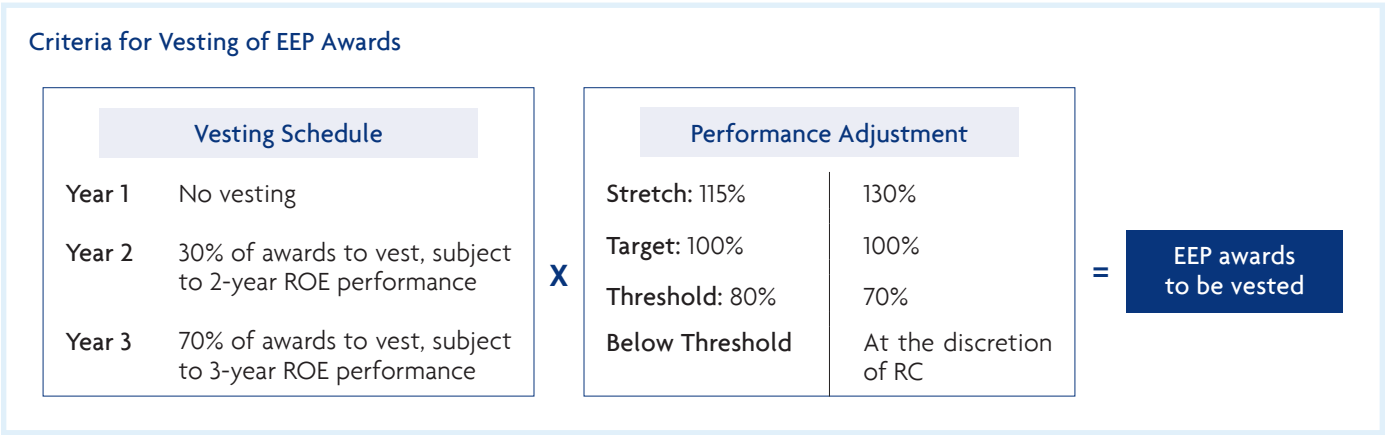 Criteria for Vesting of EEP Awards
Vesting Schedule
Year 1 No vesting
Year 2 30% of awards to vest, subject
to 2-year ROE performance
Year 3 70% of awards to vest, subject
to 3-year ROE performance
X
Performance Adjustment
Stretch: 115% 130%
Target: 100% 100%
Threshold: 80% 70%
Below Threshold At the discretion
of RC
=
EEP awards
to be vested